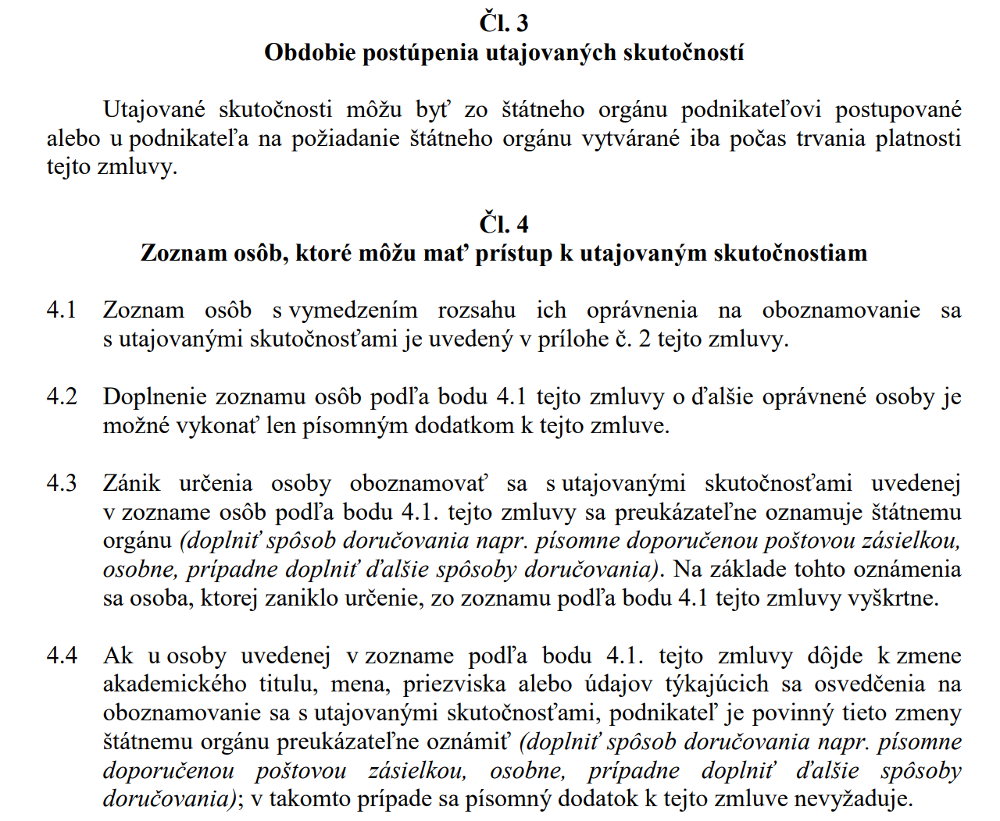 Čl. 3
Obdobie postúpenia utajovaných skutočností
Utajované skutočnosti môžu byť zo štátneho orgánu podnikateľovi postupované
alebo u podnikateľa na požiadanie štátneho orgánu vytvárané iba počas trvania platnosti
tejto zmluvy.
Čl. 4
Zoznam osôb, ktoré môžu mať prístup k utajovaným skutočnostiam
4.1 Zoznam osôb s vymedzením rozsahu ich oprávnenia na oboznamovanie sa
s utajovanými skutočnosťami je uvedený v prílohe č. 2 tejto zmluvy.
4.2 Doplnenie zoznamu osôb podľa bodu 4.1 tejto zmluvy o ďalšie oprávnené osoby je
možné vykonať len písomným dodatkom k tejto zmluve.
4.3 Zánik určenia osoby oboznamovať sa s utajovanými skutočnosťami uvedenej
v zozname osôb podľa bodu 4.1. tejto zmluvy sa preukázateľne oznamuje štátnemu
orgánu (doplniť spôsob doručovania napr. písomne doporučenou poštovou zásielkou,
osobne, prípadne doplniť ďalšie spôsoby doručovania). Na základe tohto oznámenia
sa osoba, ktorej zaniklo určenie, zo zoznamu podľa bodu 4.1 tejto zmluvy vyškrtne.
4.4 Ak u osoby uvedenej v zozname podľa bodu 4.1. tejto zmluvy dôjde k zmene
akademického titulu, mena, priezviska alebo údajov týkajúcich sa osvedčenia na
oboznamovanie sa s utajovanými skutočnosťami, podnikateľ je povinný tieto zmeny
štátnemu orgánu preukázateľne oznámiť (doplniť spôsob doručovania napr. písomne
doporučenou poštovou zásielkou, osobne, prípadne doplniť ďalšie spôsoby
doručovania); v takomto prípade sa písomný dodatok k tejto zmluve nevyžaduje.